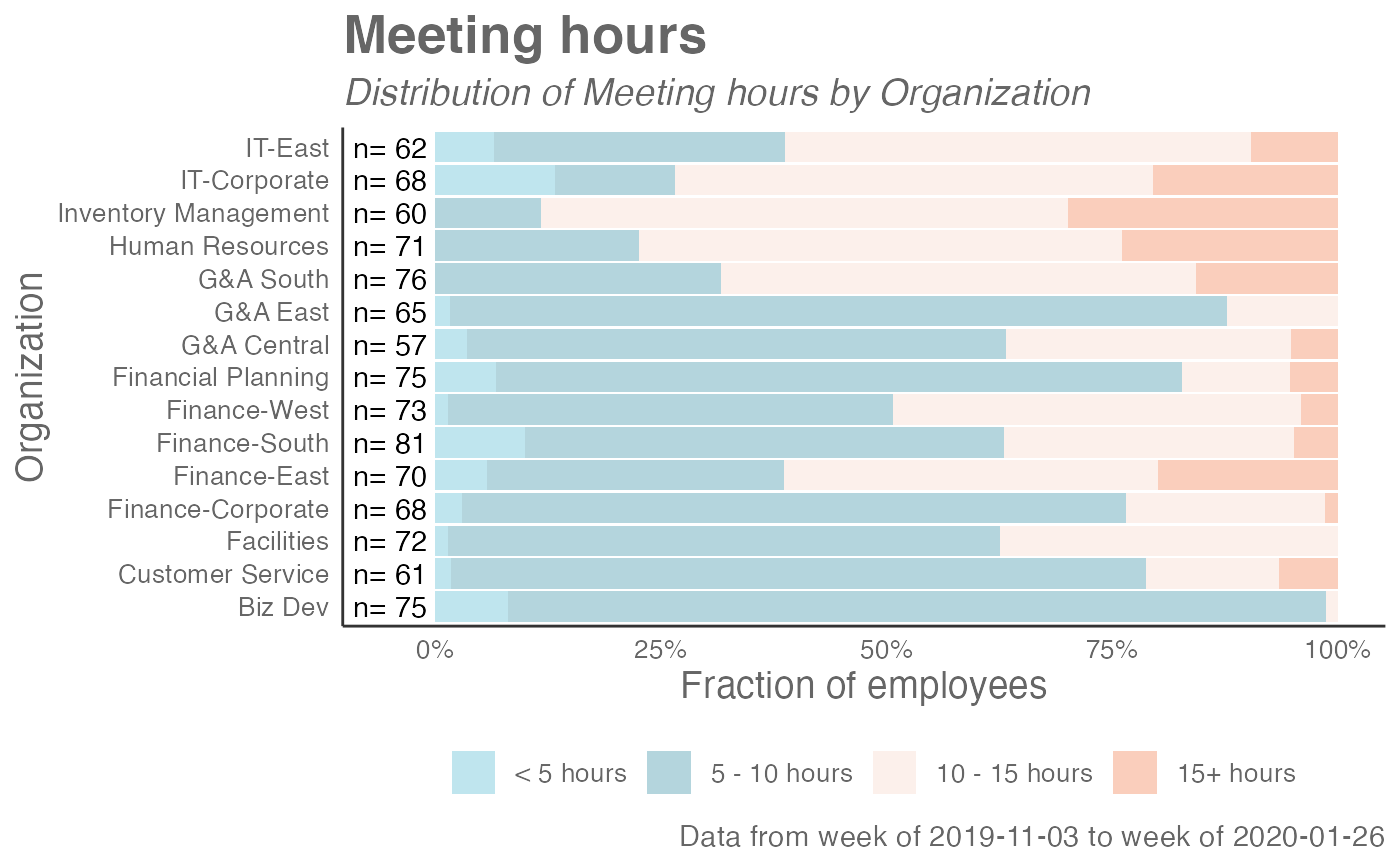 Meeting hours
Distribution of Meeting hours by Organization
Organization
IT-East n= 62
IT-Corporate n= 68
Inventory Management n= 60
Human Resources n= 71
G&A South n= 76
G&A East n= 65
G&A Central n= 57
Financial Planning n= 75
Finance-West n= 73
Finance-South n= 81
Finance-East n= 70
Finance-Corporate n= 68
Facilities n= 72
Customer Service n= 61
Biz Dev n= 75
0% 25% 50% 75% 100%
Fraction of employees
< 5 hours 5 - 10 hours 10 - 15 hours 15+ hours
Data from week of 2019-11-03 to week of 2020-01-26